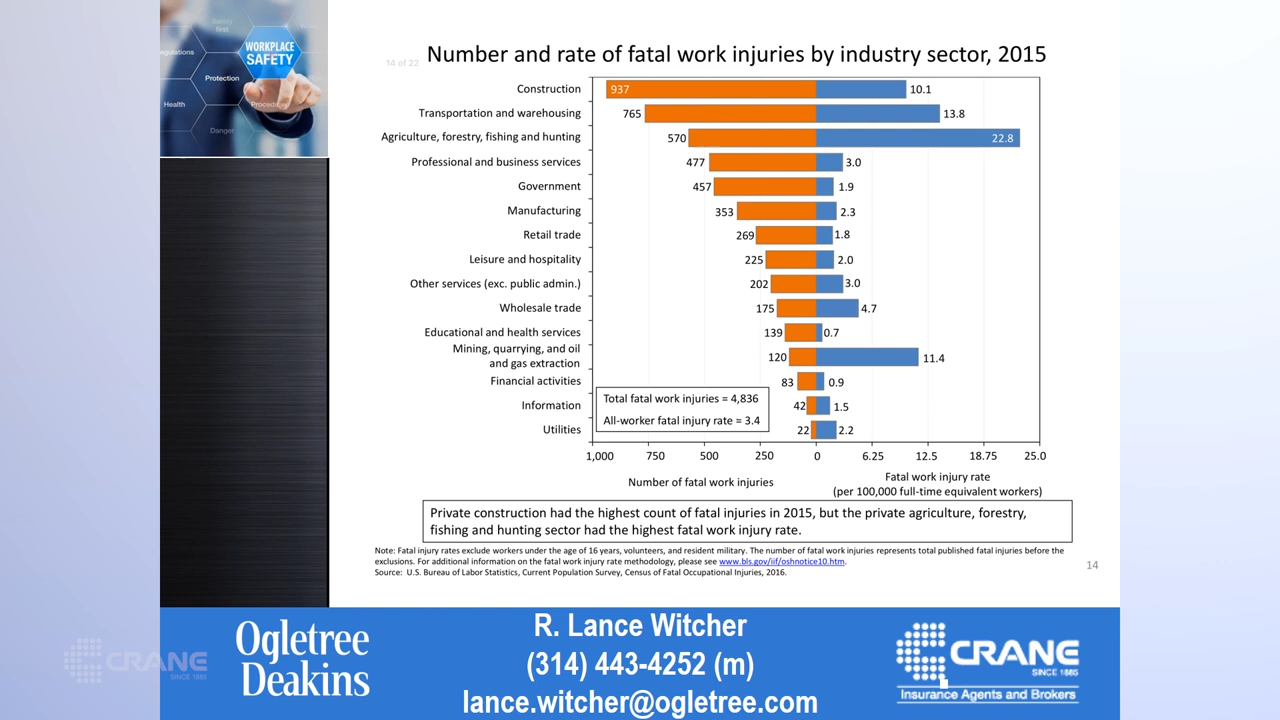 Safety
first
WORKPLACE
SAFETY
Protection
Health
Danger
14 of 22
Number and rate of fatal work injuries by industry sector, 2015
Construction 937 10.1
Transportation and warehousing 765 13.8
Agriculture, forestry, fishing and hunting 570 22.8
Professional and business services 477 3.0
Government 457 1.9
Manufacturing 353 2.3
Retail trade 269 1.8
Leisure and hospitality 225 2.0
Other services (exc. public admin.) 202 3.0
Wholesale trade 175 4.7
Educational and health services 139 0.7
Mining, quarrying, and oil
and gas extraction 120 11.4
Financial activities 83 0.9
Information 42 1.5
Utilities 22 2.2
Total fatal work injuries = 4,836
All-worker fatal injury rate = 3.4
1,000 750 500 250 0 6.25 12.5 18.75 25.0
Number of fatal work injuries
Fatal work injury rate
(per 100,000 full-time equivalent workers)
Private construction had the highest count of fatal injuries in 2015, but the private agriculture, forestry,
fishing and hunting sector had the highest fatal work injury rate.
Note: Fatal injury rates exclude workers under the age of 16 years, volunteers, and resident military. The number of fatal work injuries represents total published fatal injuries before the
exclusions. For additional information on the fatal work injury rate methodology, please see www.bls.gov/iif/oshnotice10.htm.
Source: U.S. Bureau of Labor Statistics, Current Population Survey, Census of Fatal Occupational Injuries, 2016.
14
CRANE
SINCE 1885
Ogletree
Deakins
R. Lance Witcher
(314) 443-4252 (m)
lance.witcher@ogletree.com
CRANE
SINCE 1885
Insurance Agents and Brokers